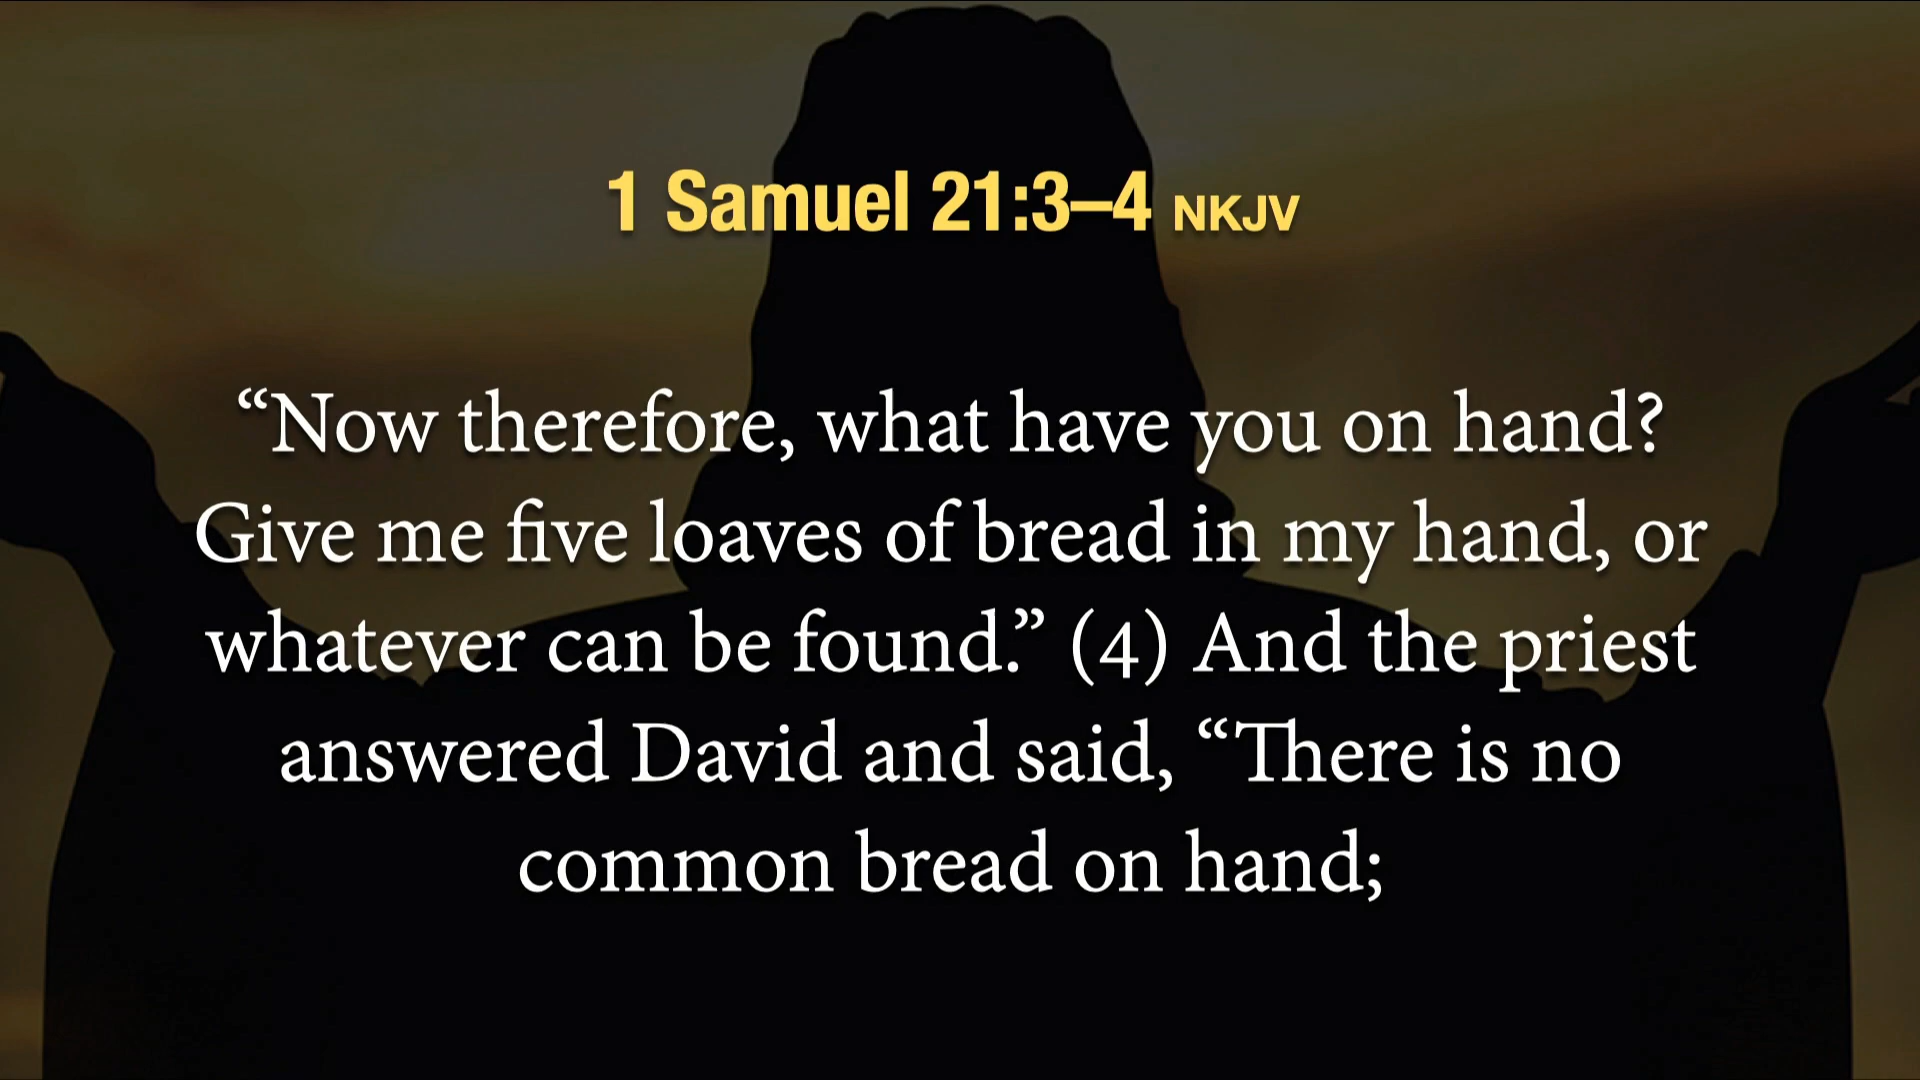 1 Samuel 21:3–4 NKJV
“Now therefore, what have you on hand?
Give me five loaves of bread in my hand, or
whatever can be found.” (4) And the priest
answered David and said, “There is no
common bread on hand;